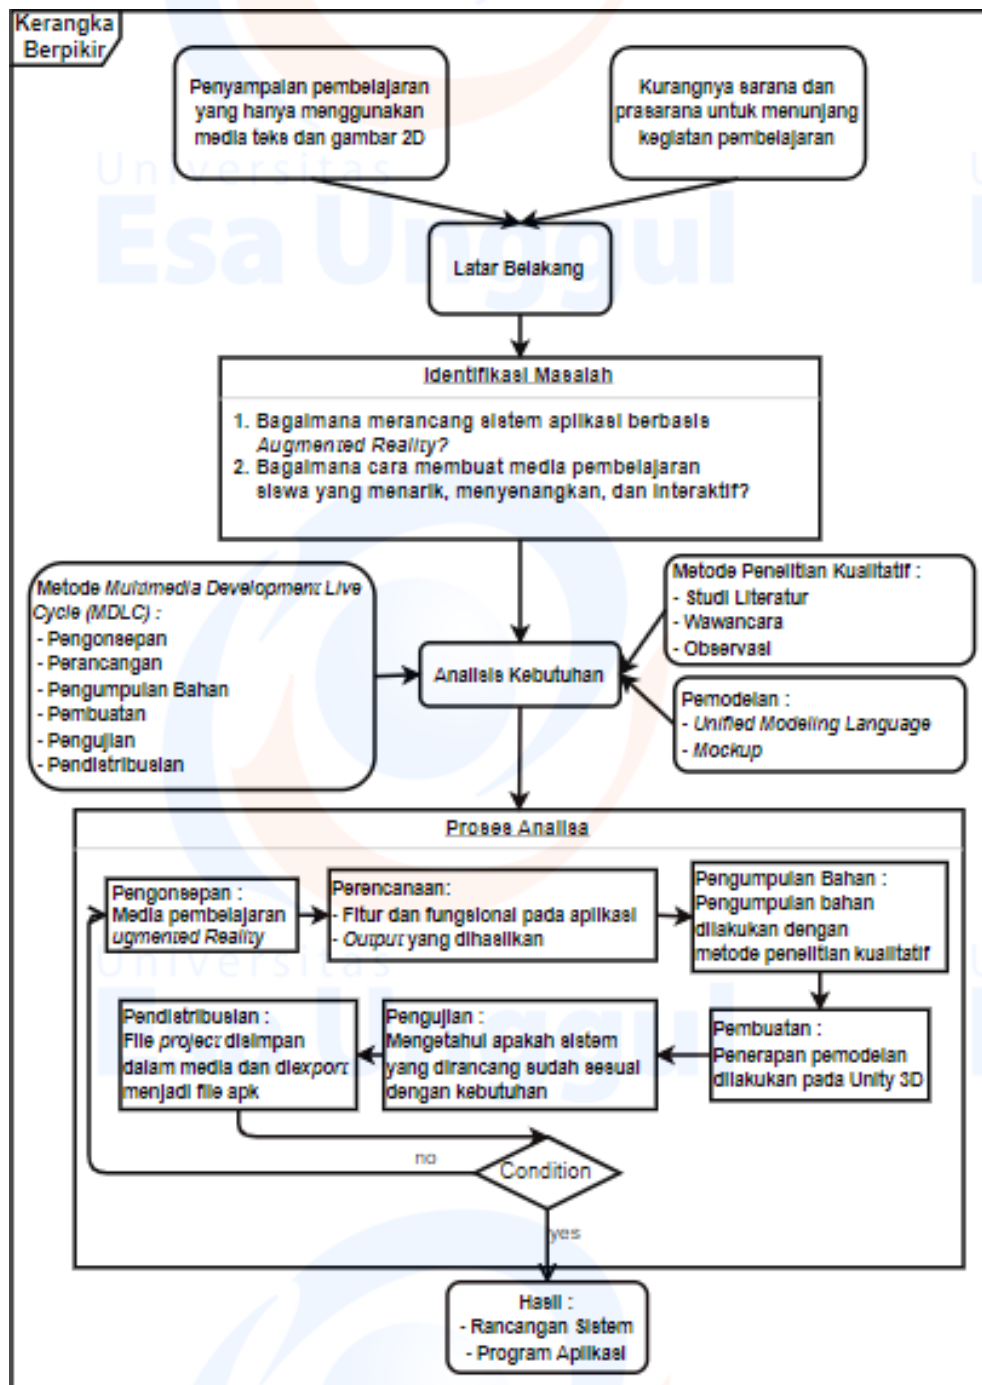 Kerangka
Berpikir
Penyampaian pembelajaran
yang hanya menggunakan
media teks dan gambar 2D
Kurangnya sarana dan
prasarana untuk menunjang
kegiatan pembelajaran
Universitas
Esa Unggul
Latar Belakang
Identifikasi Masalah
1. Bagaimana merancang sistem aplikasi berbasis
Augmented Reality?
2. Bagaimana cara membuat media pembelajaran
siswa yang menarik, menyenangkan, dan interaktif?
Metode Multimedia Development Live
Cycle (MDLC) :
- Pengonsepan
- Perancangan
- Pengumpulan Bahan
- Pembuatan
- Pengujian
- Pendistribusian
Analisis Kebutuhan
Metode Penelitian Kualitatif :
- Studi Literatur
- Wawancara
- Observasi
Pemodelan :
- Unified Modeling Language
- Mockup
Proses Analisa
Pengonsepan :
Media pembelajaran
ugmented Reality
Perencanaan:
- Fitur dan fungsional pada aplikasi
- Output yang dihasilkan
Pengumpulan Bahan :
Pengumpulan bahan
dilakukan dengan
metode penelitian kualitatif
Universitas
Esa Unggul
Pendistribusian :
File project disimpan
dalam media dan diexport
menjadi file apk
Pengujian :
Mengetahui apakah sistem
yang dirancang sudah sesuai
dengan kebutuhan
Pembuatan :
Penerapan pemodelan
dilakukan pada Unity 3D
no
Condition
yes
Hasil :
- Rancangan Sistem
- Program Aplikasi